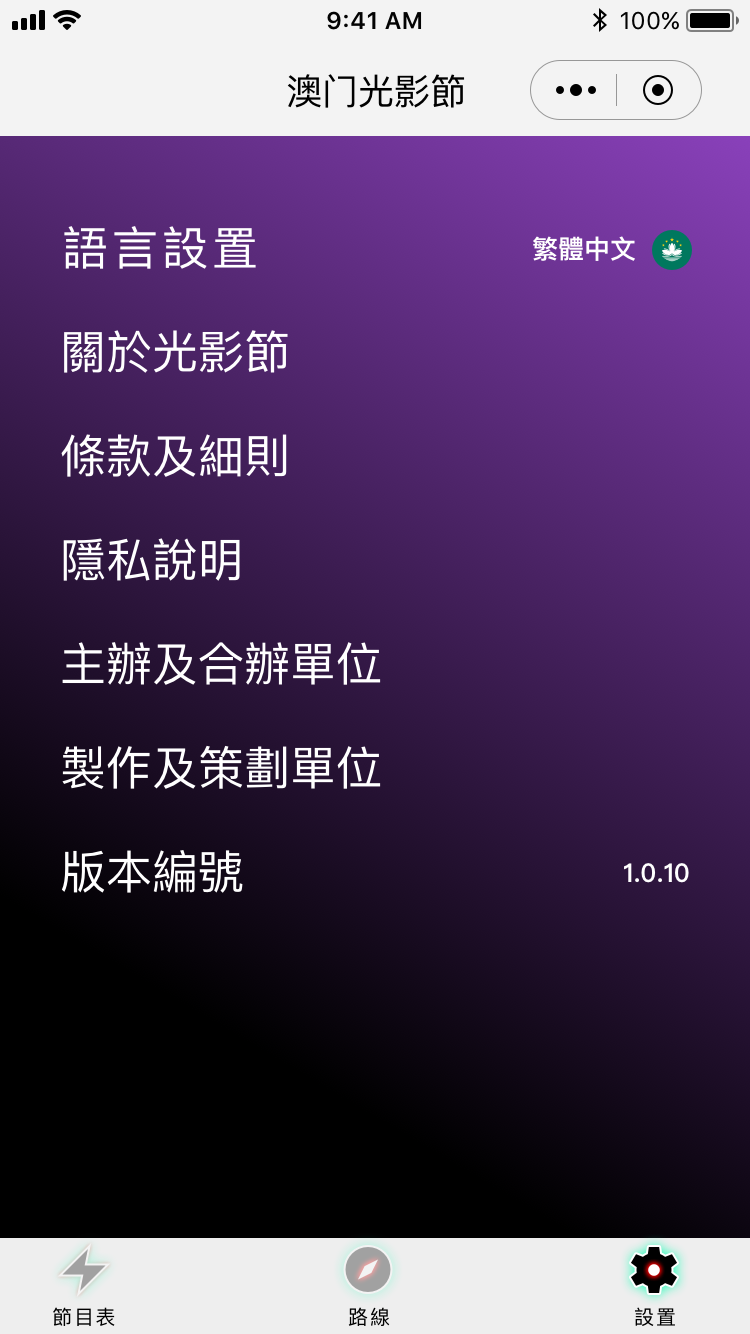 9:41 AM
100%
澳门光影節
語言設置
繁體中文
關於光影節
條款及細則
隱私說明
主辦及合辦單位
製作及策劃單位
版本編號
1.0.10
節目表
路線
設置